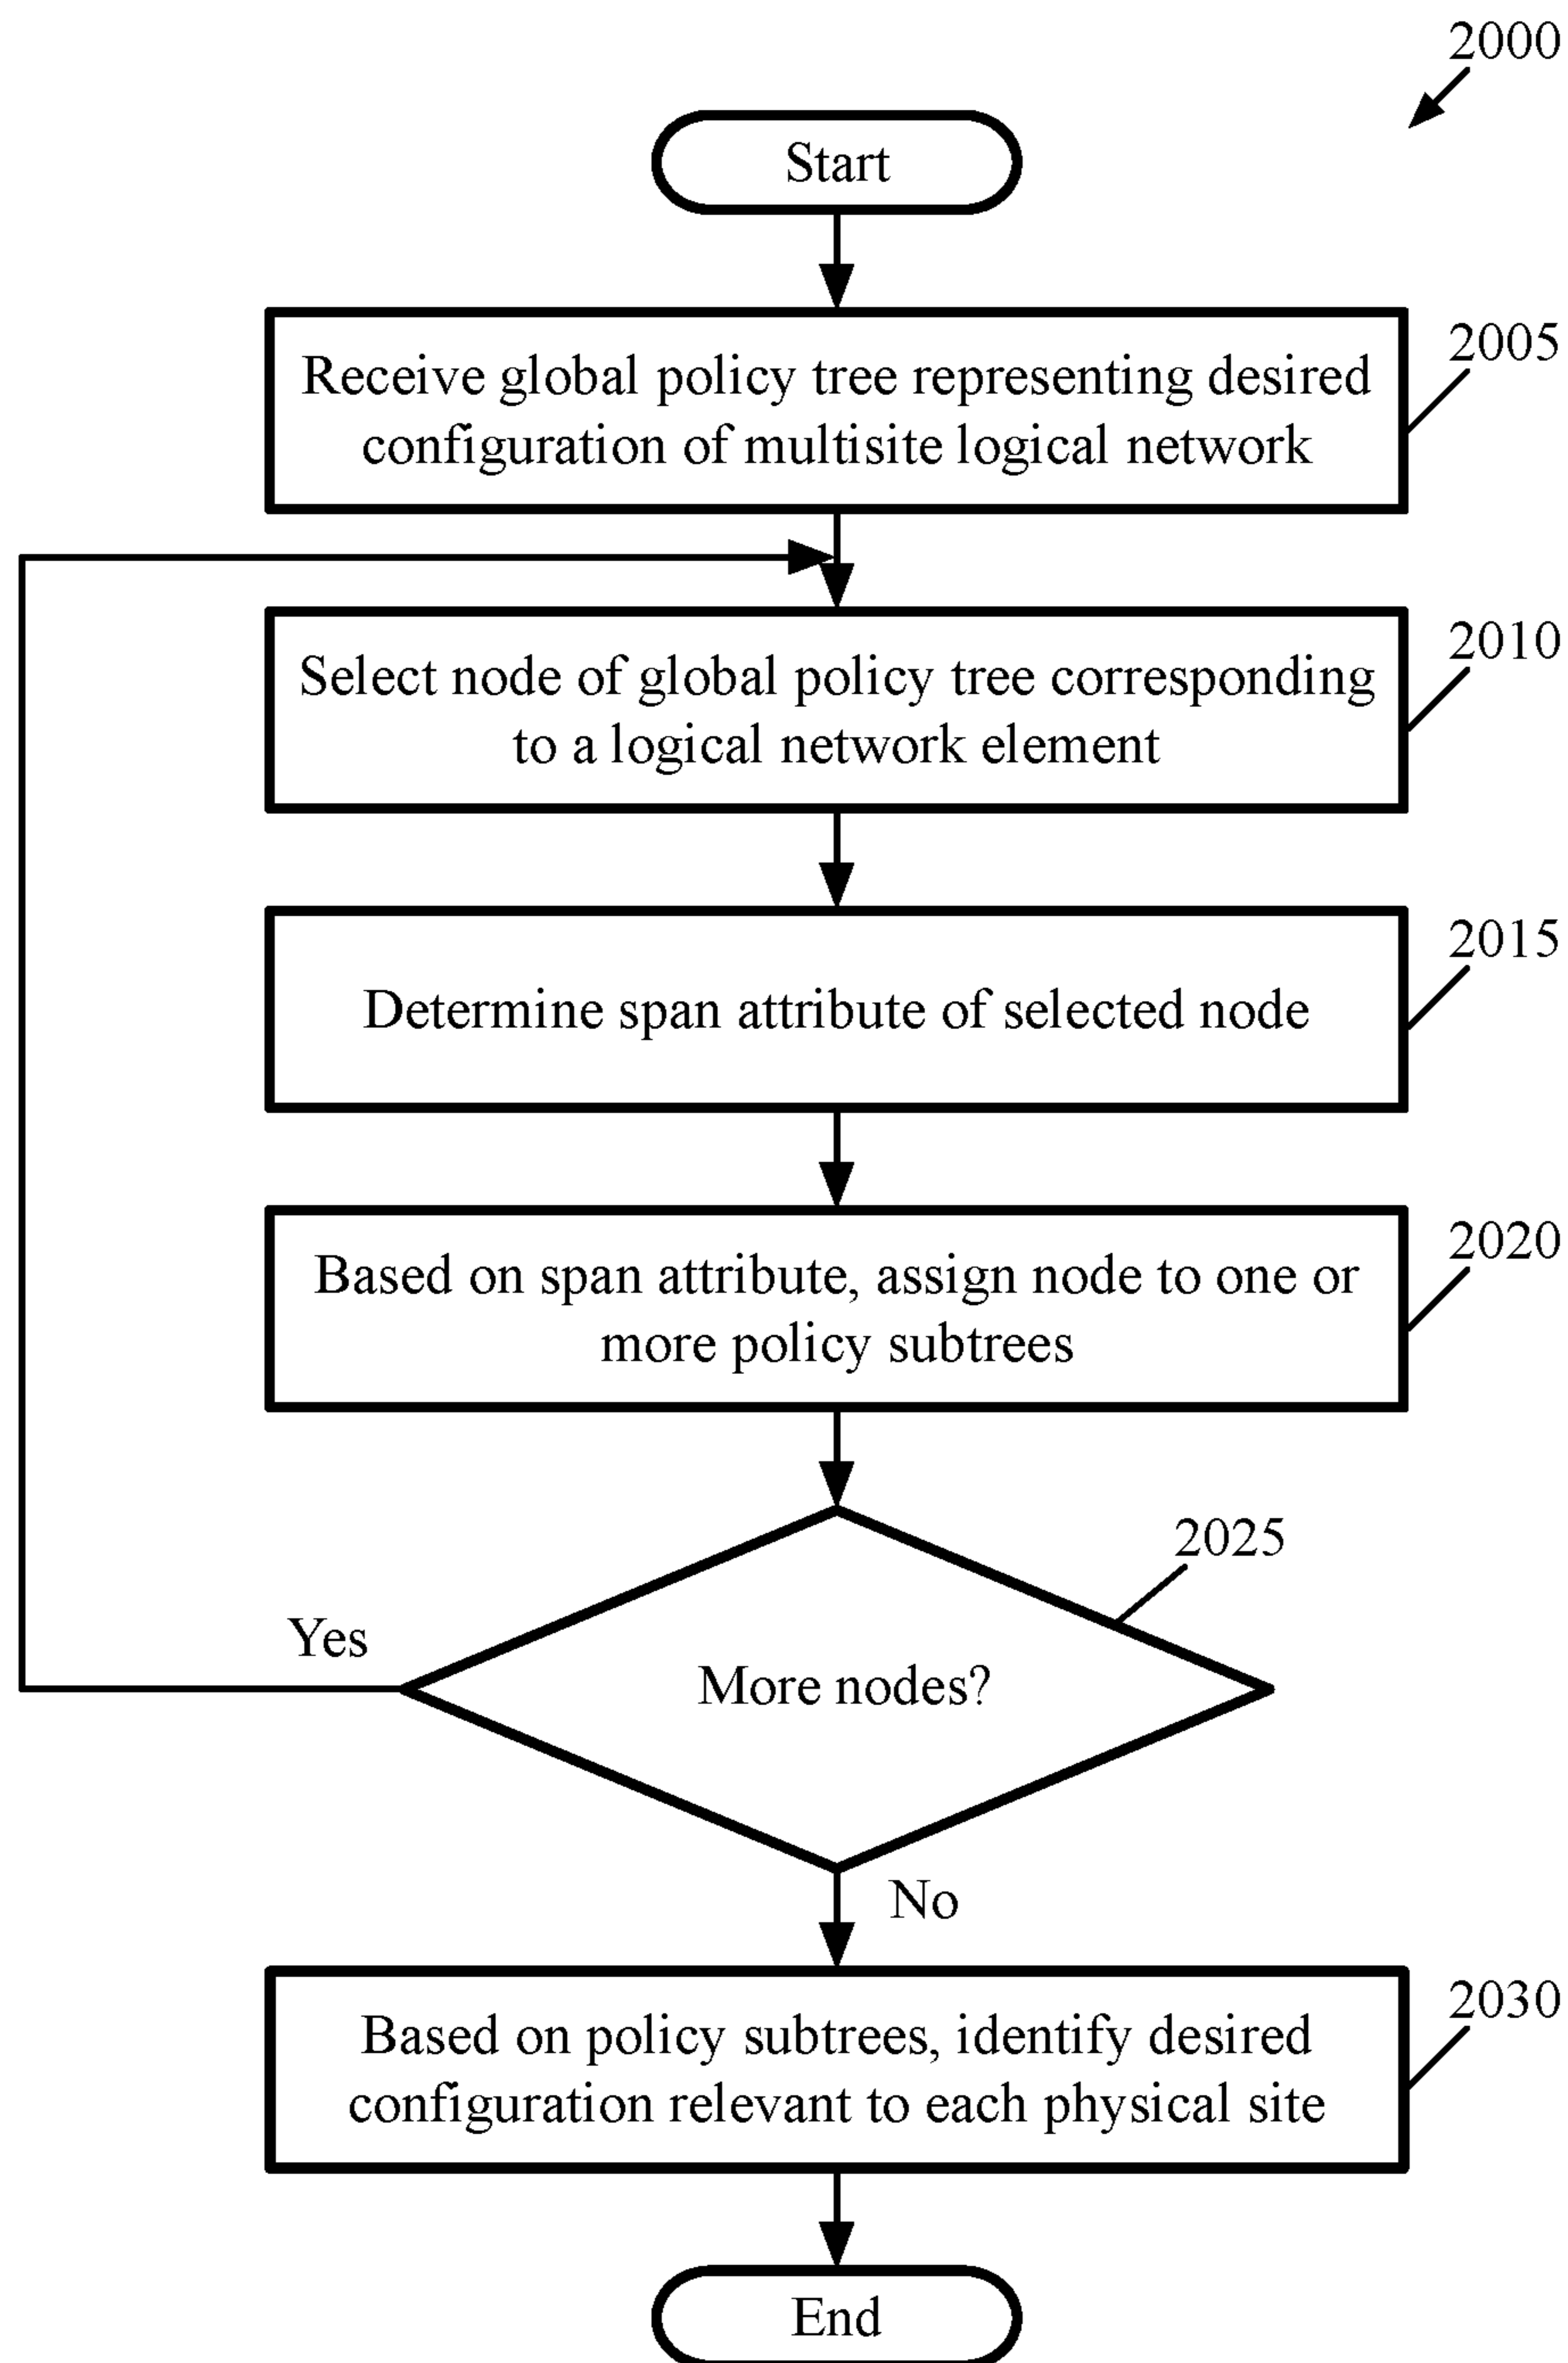 2000
Start
2005
Receive global policy tree representing desired
configuration of multisite logical network
2010
Select node of global policy tree corresponding
to a logical network element
2015
Determine span attribute of selected node
2020
Based on span attribute, assign node to one or
more policy subtrees
2025
Yes
More nodes?
No
2030
Based on policy subtrees, identify desired
configuration relevant to each physical site
End